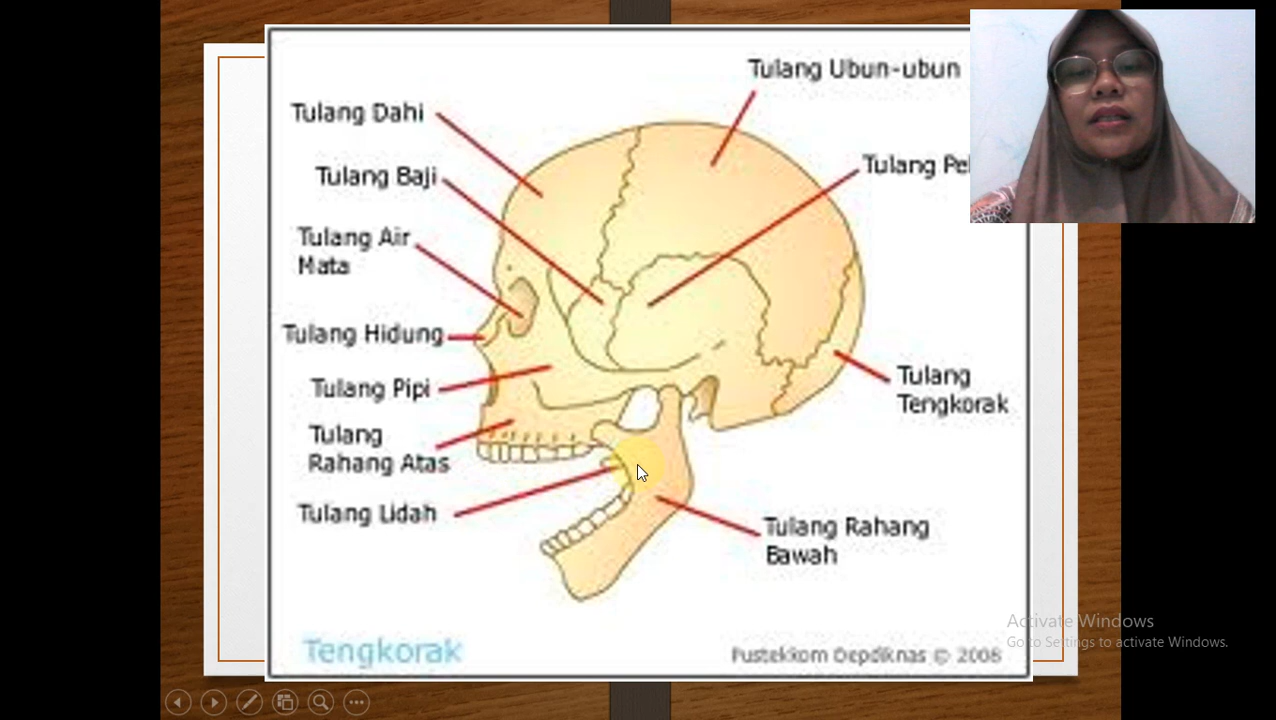 Tulang Ubun-ubun
Tulang Dahi
Tulang Baji
Tulang
Tulang Air
Mata
Tulang Hidung
Tulang Pipi
Tulang
Tengkorak
Tulang
Rahang Atas
Tulang Lidah
Tulang Rahang
Bawah
Tengkorak
Pustekkom Depdiknas © 2008
Activate Windows
Go to Settings to activate Windows.